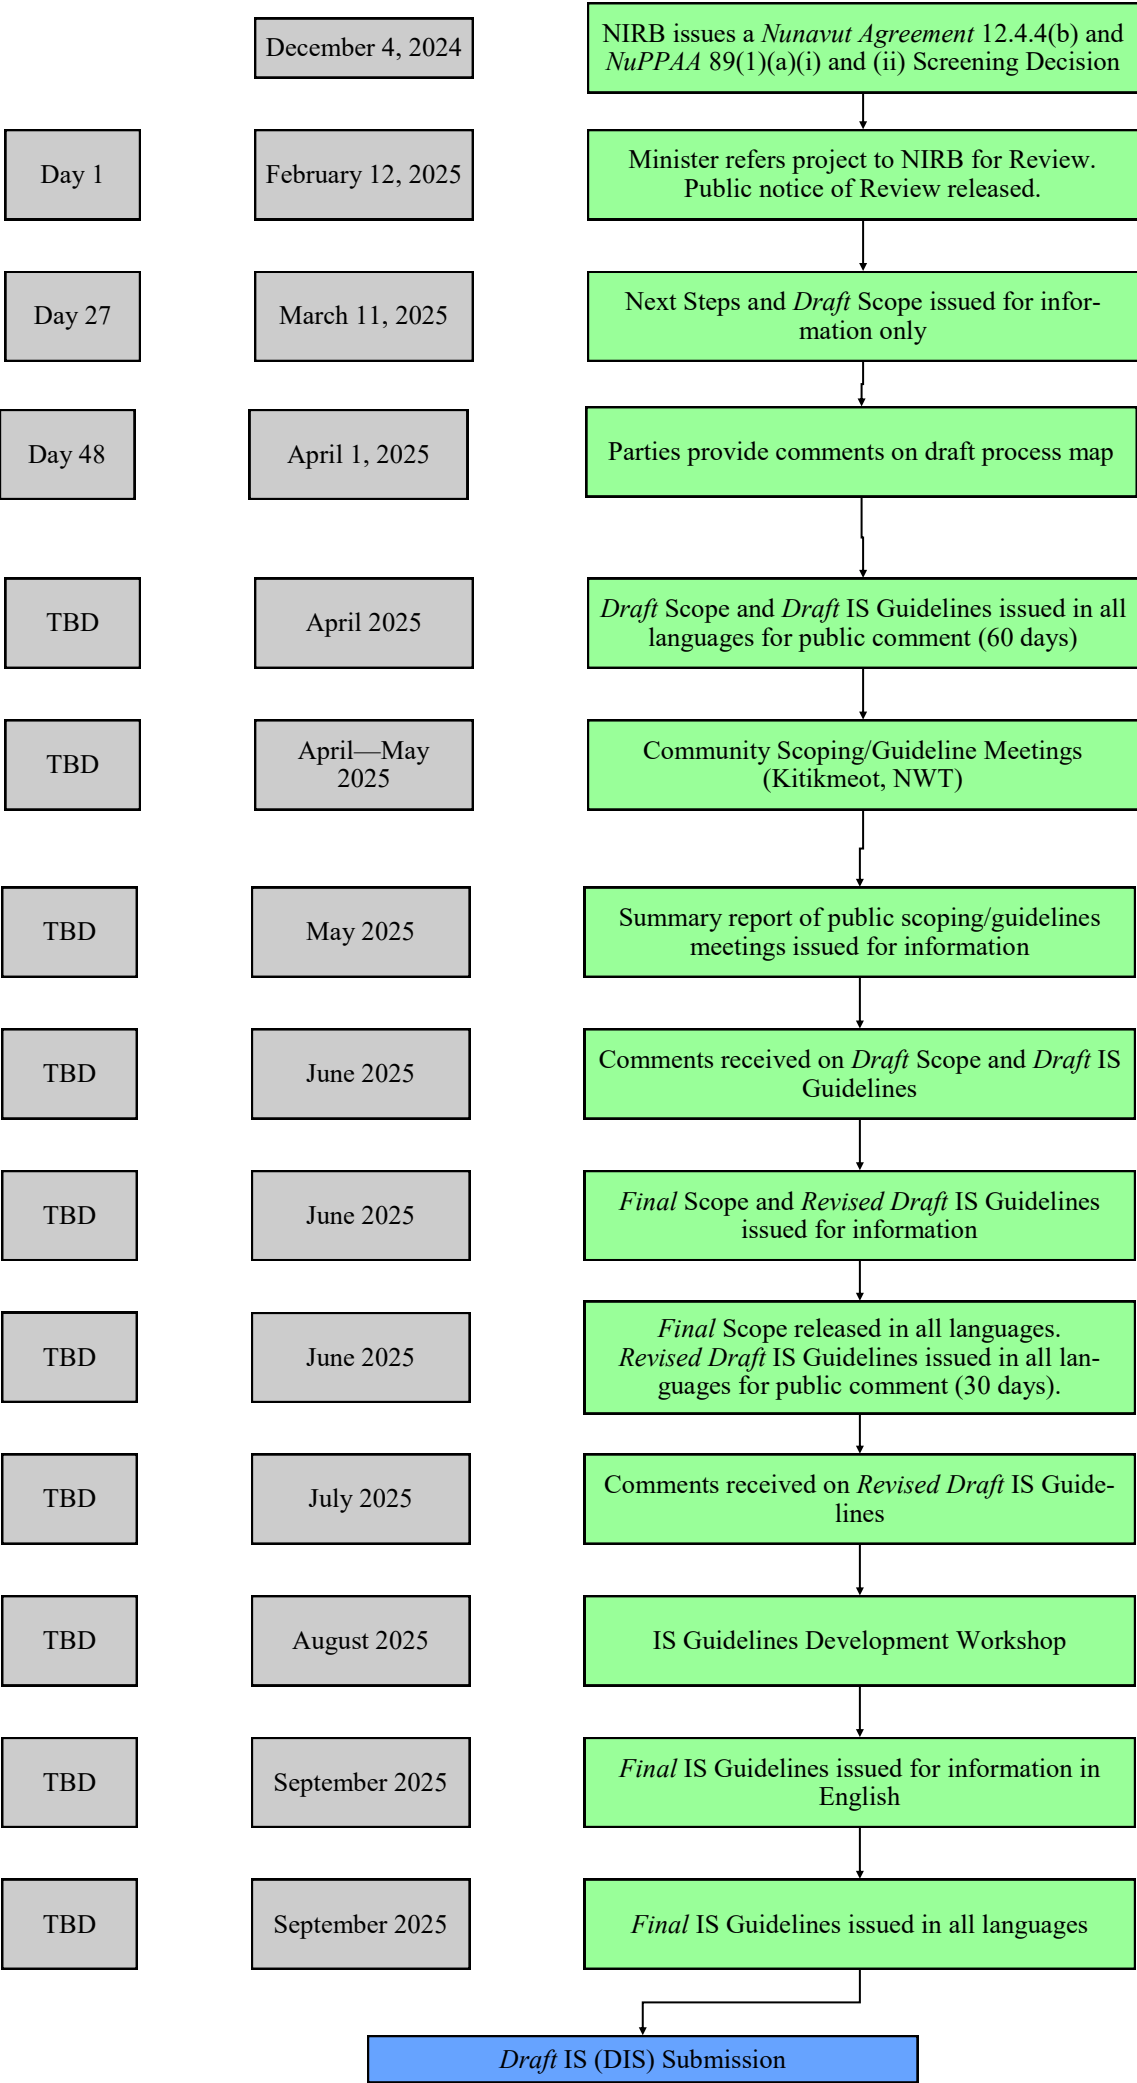 December 4, 2024
NIRB issues a Nunavut Agreement 12.4.4(b) and
NuPPAA 89(1)(a)(i) and (ii) Screening Decision
Day 1
February 12, 2025
Minister refers project to NIRB for Review.
Public notice of Review released.
Day 27
March 11, 2025
Next Steps and Draft Scope issued for infor-
mation only
Day 48
April 1, 2025
Parties provide comments on draft process map
TBD
April 2025
Draft Scope and Draft IS Guidelines issued in all
languages for public comment (60 days)
TBD
April—May
2025
Community Scoping/Guideline Meetings
(Kitikmeot, NWT)
TBD
May 2025
Summary report of public scoping/guidelines
meetings issued for information
TBD
June 2025
Comments received on Draft Scope and Draft IS
Guidelines
TBD
June 2025
Final Scope and Revised Draft IS Guidelines
issued for information
TBD
June 2025
Final Scope released in all languages.
Revised Draft IS Guidelines issued in all lan-
guages for public comment (30 days).
TBD
July 2025
Comments received on Revised Draft IS Guide-
lines
TBD
August 2025
IS Guidelines Development Workshop
TBD
September 2025
Final IS Guidelines issued for information in
English
TBD
September 2025
Final IS Guidelines issued in all languages
Draft IS (DIS) Submission